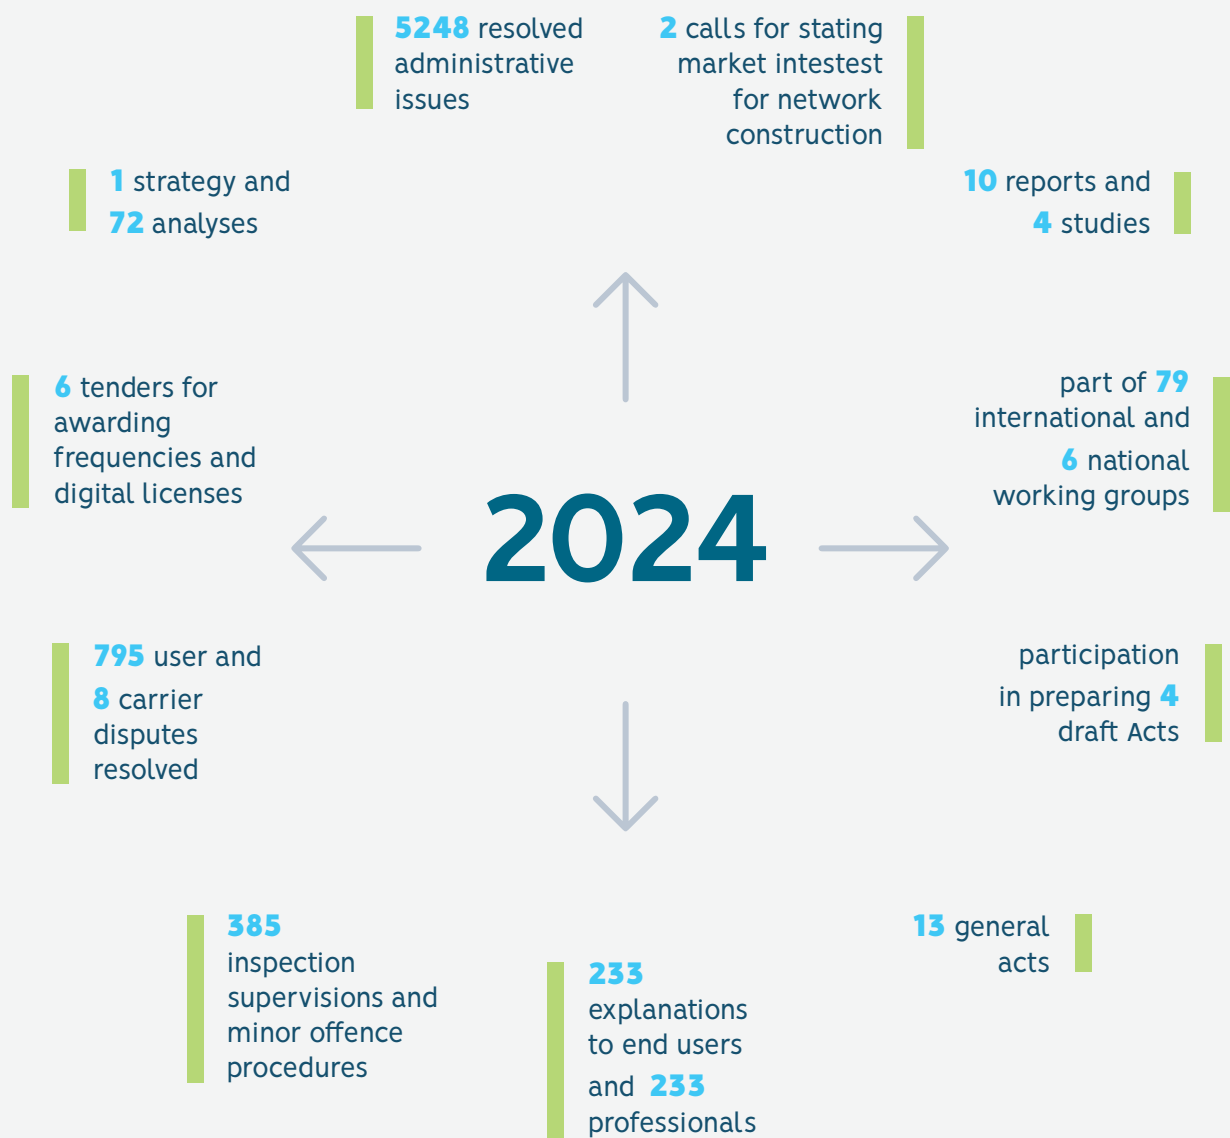 5248 resolved
administrative
issues
2 calls for stating
market intestest
for network
construction
1 strategy and
72 analyses
10 reports and
4 studies
6 tenders for
awarding
frequencies and
digital licenses
part of 79
international and
6 national
working groups
2024
795 user and
8 carrier
disputes
resolved
participation
in preparing 4
draft Acts
385
inspection
supervisions and
minor offence
procedures
233
explanations
to end users
and 233
professionals
13 general
acts